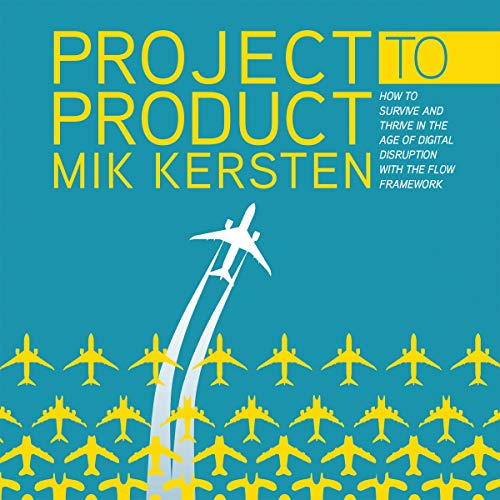 PROJECT TO
PRODUCT
MIK KERSTEN
HOW TO
SURVIVE AND
THRIVE IN THE
AGE OF DIGITAL
DISRUPTION
WITH THE FLOW
FRAMEWORK